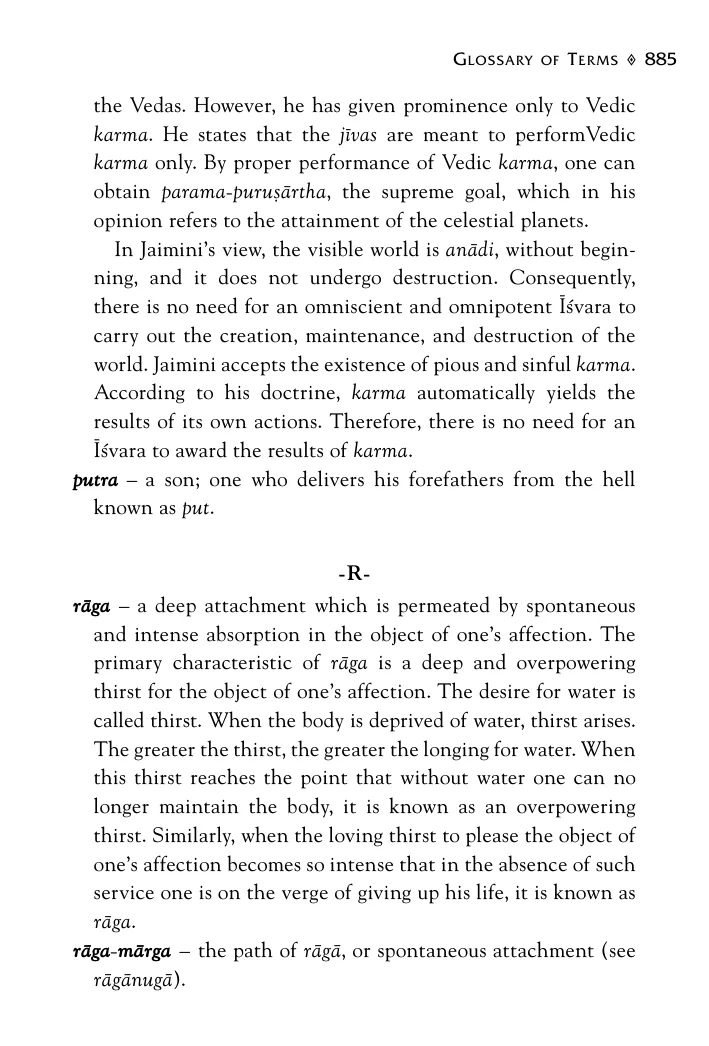 GLOSSARY OF TERMS ◊ 885
the Vedas. However, he has given prominence only to Vedic
karma. He states that the jīvas are meant to performVedic
karma only. By proper performance of Vedic karma, one can
obtain parama-puruṣārtha, the supreme goal, which in his
opinion refers to the attainment of the celestial planets.
In Jaimini's view, the visible world is anādi, without begin-
ning, and it does not undergo destruction. Consequently,
there is no need for an omniscient and omnipotent Īśvara to
carry out the creation, maintenance, and destruction of the
world. Jaimini accepts the existence of pious and sinful karma.
According to his doctrine, karma automatically yields the
results of its own actions. Therefore, there is no need for an
Īśvara to award the results of karma.
putra – a son; one who delivers his forefathers from the hell
known as put.
-R-
rāga – a deep attachment which is permeated by spontaneous
and intense absorption in the object of one's affection. The
primary characteristic of rāga is a deep and overpowering
thirst for the object of one's affection. The desire for water is
called thirst. When the body is deprived of water, thirst arises.
The greater the thirst, the greater the longing for water. When
this thirst reaches the point that without water one can no
longer maintain the body, it is known as an overpowering
thirst. Similarly, when the loving thirst to please the object of
one's affection becomes so intense that in the absence of such
service one is on the verge of giving up his life, it is known as
rāga.
rāga-mārga – the path of rāgā, or spontaneous attachment (see
rāgānugā).